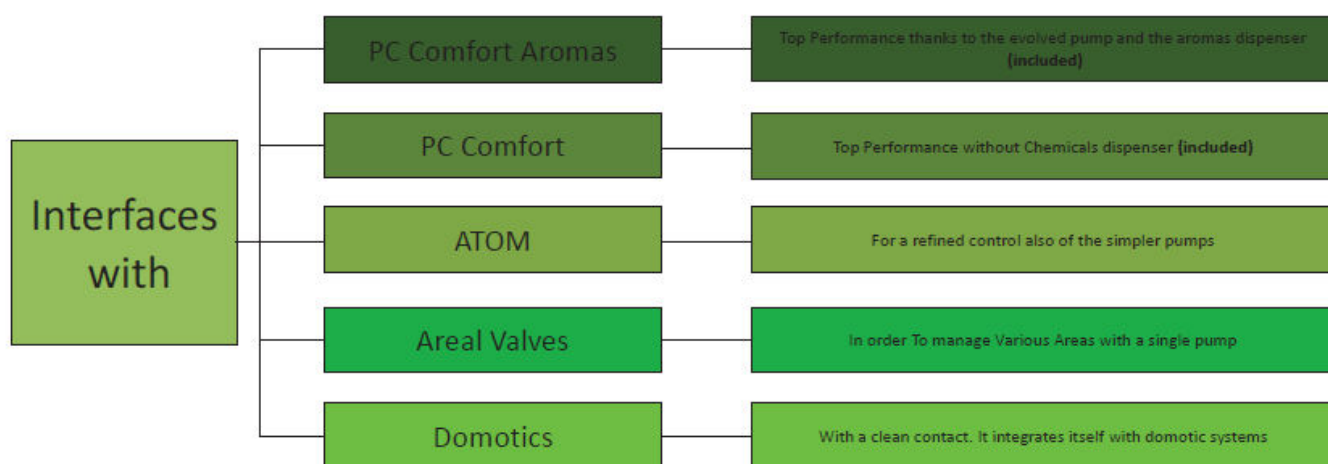 Interfaces
with
PC Comfort Aromas
Top Performance thanks to the evolved pump and the aromas dispenser
(included)
PC Comfort
Top Performance without Chemicals dispenser (included)
ATOM
For a refined control also of the simpler pumps
Areal Valves
In order To manage Various Areas with a single pump
Domotics
With a clean contact. It integrates itself with domotic systems